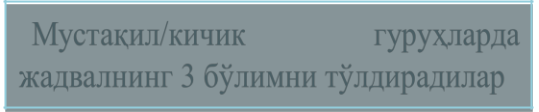 Мустақил/кичик гуруҳларда
жадвалнинг 3 бўлимни тўлдирадилар